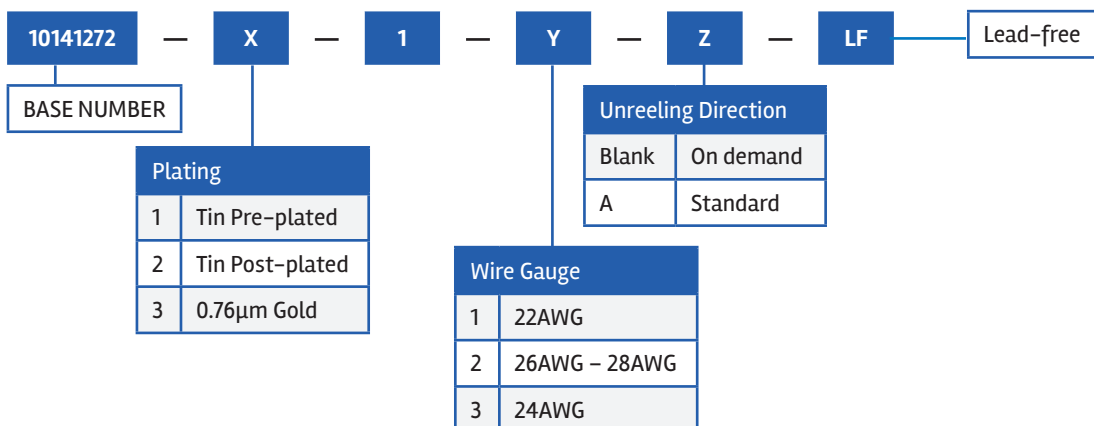 10141272 — X — 1 — Y — Z — LF Lead-free
BASE NUMBER
Unreeling Direction
Blank On demand
A Standard
Plating
1 Tin Pre-plated
2 Tin Post-plated
3 0.76µm Gold
Wire Gauge
1 22AWG
2 26AWG – 28AWG
3 24AWG